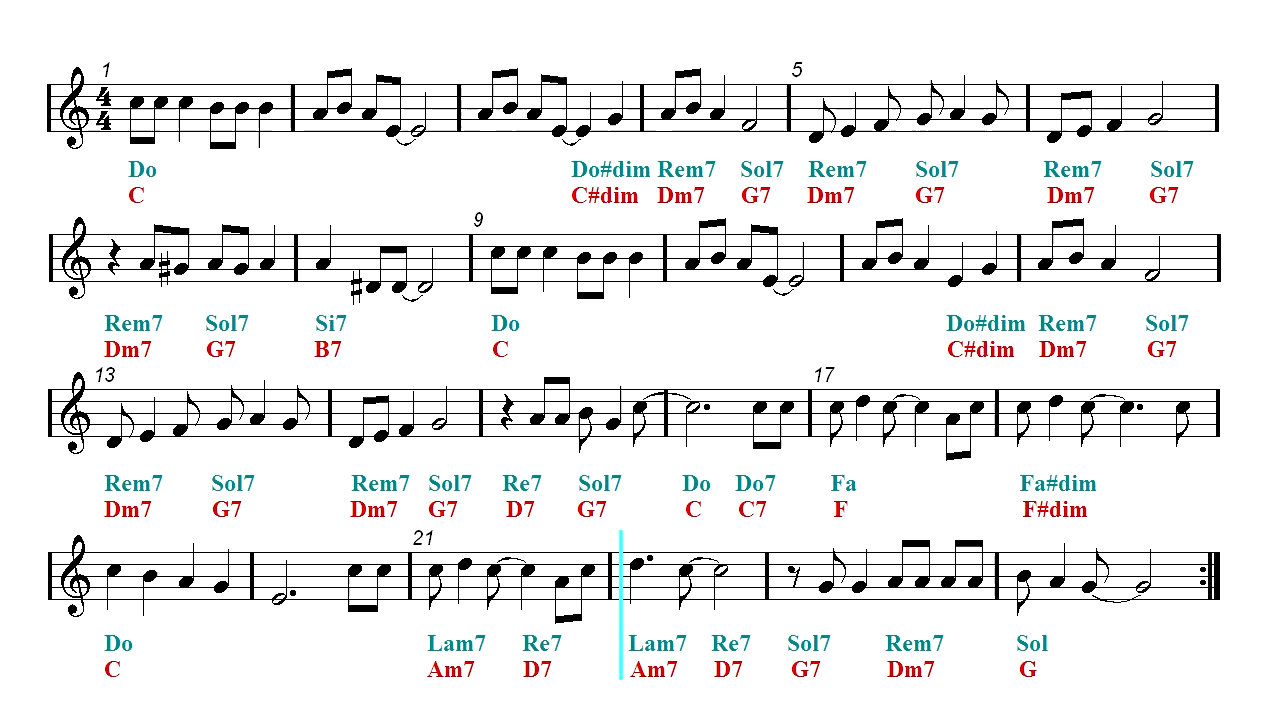 1 5
4
4
Do Do#dim Rem7 Sol7 Rem7 Sol7 Rem7 Sol7
C C#dim Dm7 G7 Dm7 G7 Dm7 G7
9
Rem7 Sol7 Si7 Do Do#dim Rem7 Sol7
Dm7 G7 B7 C C#dim Dm7 G7
13 17
Rem7 Sol7 Rem7 Sol7 Re7 Sol7 Do Do7 Fa Fa#dim
Dm7 G7 Dm7 G7 D7 G7 C C7 F F#dim
21
Do Lam7 Re7 Lam7 Re7 Sol7 Rem7 Sol
C Am7 D7 Am7 D7 G7 Dm7 G